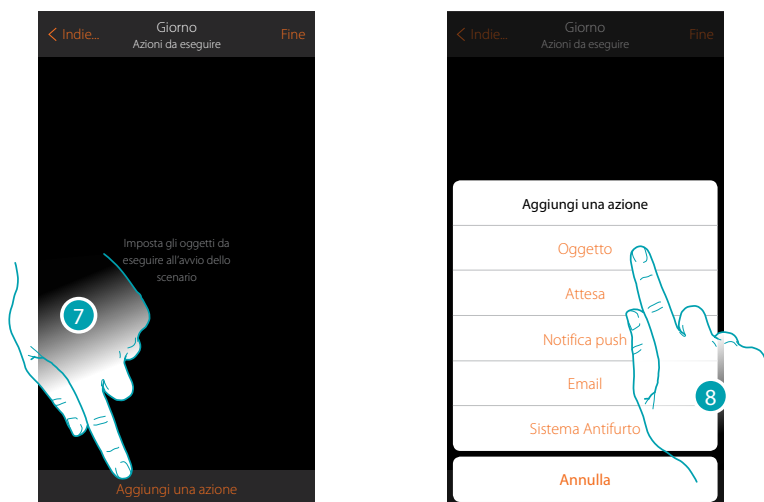 Indie...
Giorno
Azioni da eseguire
Fine
Imposta gli oggetti da
eseguire all'avvio dello
scenario
7
Aggiungi una azione
Indie...
Giorno
Azioni da eseguire
Fine
Aggiungi una azione
Oggetto
Attesa
Notifica push
Email
8
Sistema Antifurto
Annulla